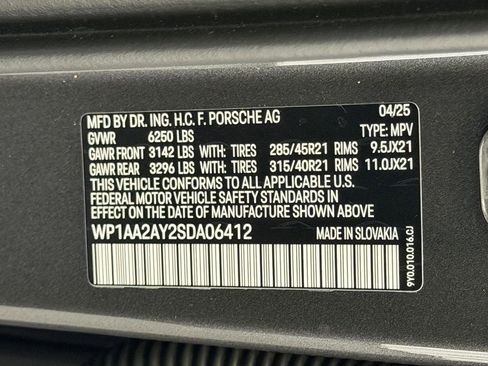 MFD BY DR. ING. H.C. F. PORSCHE AG 04/25
GVWR 6250 LBS TYPE: MPV
GAWR FRONT 3142 LBS WITH: TIRES 285/45R21 RIMS 9.5JX21
GAWR REAR 3296 LBS WITH: TIRES 315/40R21 RIMS 11.0JX21
THIS VEHICLE CONFORMS TO ALL APPLICABLE U.S.
FEDERAL MOTOR VEHICLE SAFETY STANDARDS IN
EFFECT ON THE DATE OF MANUFACTURE SHOWN ABOVE.
WP1AA2AY2SDA06412 MADE IN SLOVAKIA
9Y0.010.016.CJ